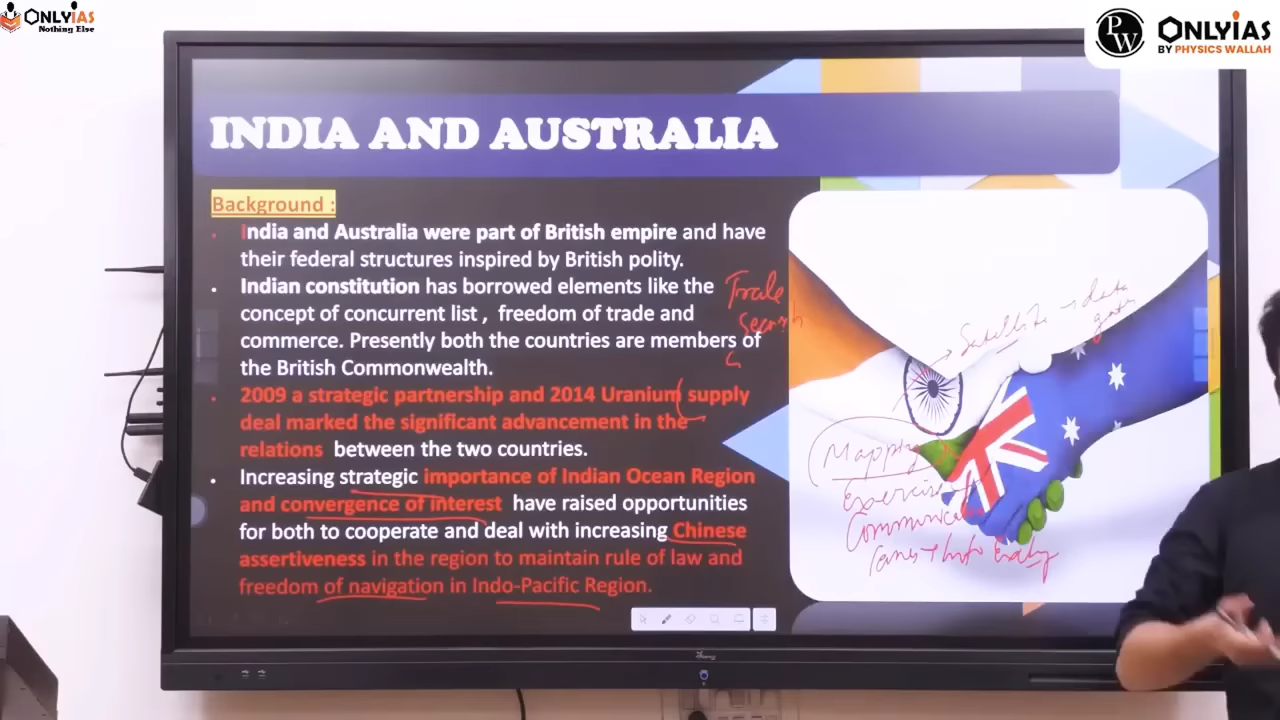 ONLYIAS
Nothing Else
PW
ONLYIAS
BY PHYSICS WALLAH
INDIA AND AUSTRALIA
Background :
India and Australia were part of British empire and have
their federal structures inspired by British polity.
Indian constitution has borrowed elements like the
concept of concurrent list , freedom of trade and
commerce. Presently both the countries are members of
the British Commonwealth.
2009 a strategic partnership and 2014 Uranium supply
deal marked the significant advancement in the
relations between the two countries.
Increasing strategic importance of Indian Ocean Region
and convergence of interest have raised opportunities
for both to cooperate and deal with increasing Chinese
assertiveness in the region to maintain rule of law and
freedom of navigation in Indo-Pacific Region.
Trade
Satellite → data
Mapping
Exercise